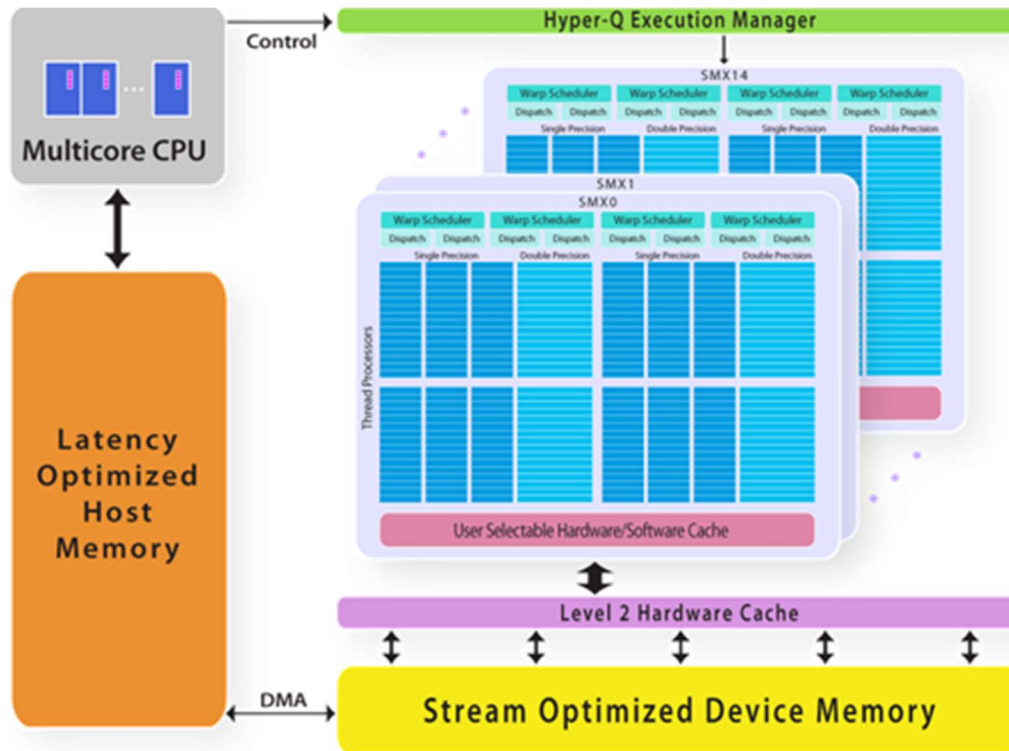 Hyper-Q Execution Manager
Control
Multicore CPU
...
SMX14
Warp Scheduler Warp Scheduler Warp Scheduler Warp Scheduler
Dispatch Dispatch Dispatch Dispatch Dispatch Dispatch Dispatch Dispatch
Single Precision Double Precision Single Precision Double Precision
SMX1
SMX0
Warp Scheduler Warp Scheduler Warp Scheduler Warp Scheduler
Dispatch Dispatch Dispatch Dispatch Dispatch Dispatch Dispatch Dispatch
Single Precision Double Precision Single Precision Double Precision
Thread Processors
User Selectable Hardware/Software Cache
Latency
Optimized
Host
Memory
Level 2 Hardware Cache
DMA
Stream Optimized Device Memory